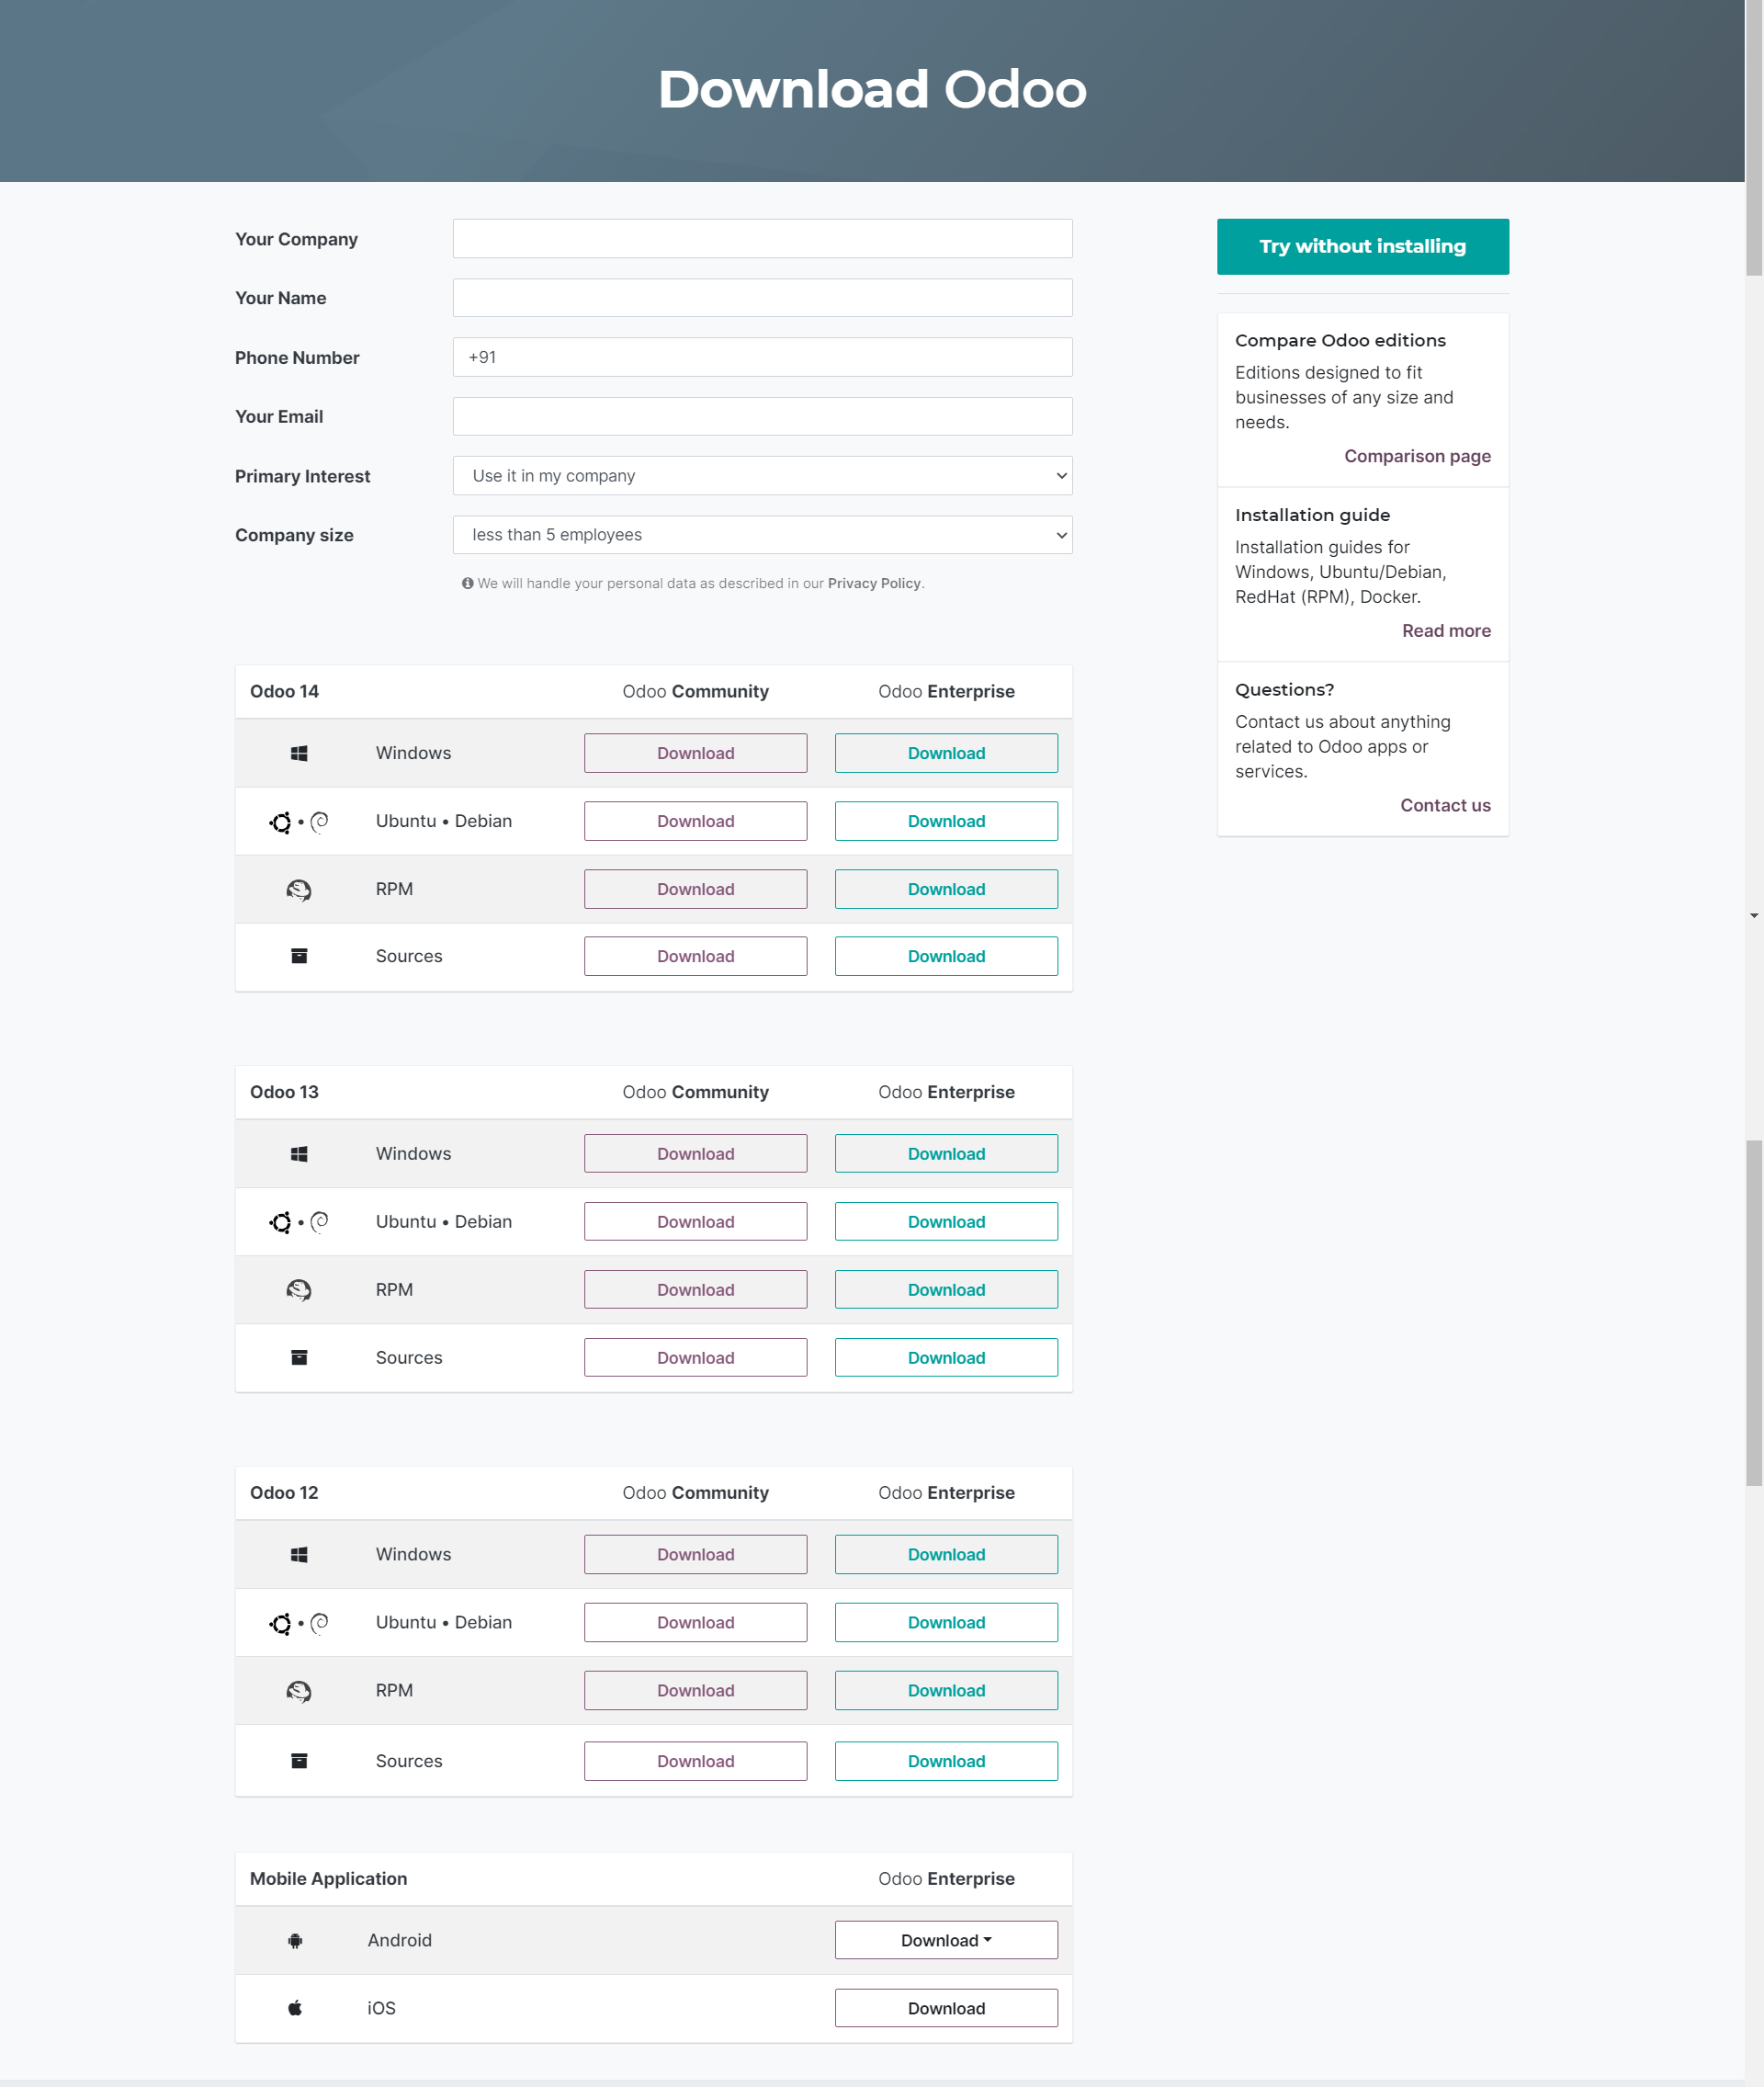 Download Odoo
Your Company
Your Name
Phone Number +91
Your Email
Primary Interest Use it in my company
Company size less than 5 employees
We will handle your personal data as described in our Privacy Policy.
Try without installing
Compare Odoo editions
Editions designed to fit
businesses of any size and
needs.
Comparison page
Installation guide
Installation guides for
Windows, Ubuntu/Debian,
RedHat (RPM), Docker.
Read more
Questions?
Contact us about anything
related to Odoo apps or
services.
Contact us
Odoo 14 Odoo Community Odoo Enterprise
Windows Download Download
Ubuntu • Debian Download Download
RPM Download Download
Sources Download Download
Odoo 13 Odoo Community Odoo Enterprise
Windows Download Download
Ubuntu • Debian Download Download
RPM Download Download
Sources Download Download
Odoo 12 Odoo Community Odoo Enterprise
Windows Download Download
Ubuntu • Debian Download Download
RPM Download Download
Sources Download Download
Mobile Application Odoo Enterprise
Android Download
iOS Download